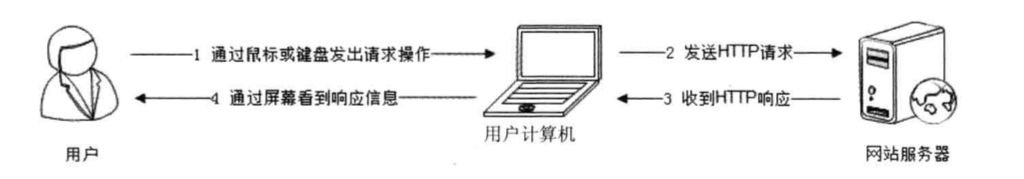 1 通过鼠标或键盘发出请求操作
2 发送HTTP请求
4 通过屏幕看到响应信息
3 收到HTTP响应
用户
用户计算机
网站服务器